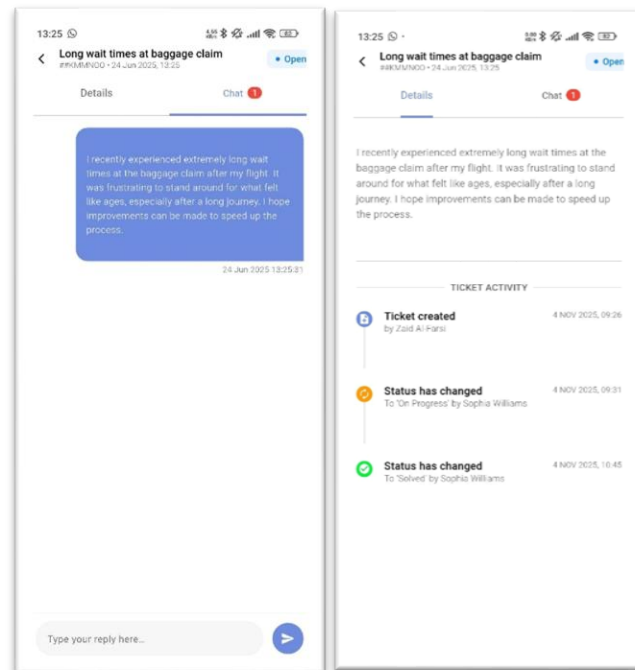 13:25
82
Long wait times at baggage claim
##KMMNOO • 24 Jun 2025, 13:25
Open
Details
Chat 1
I recently experienced extremely long wait
times at the baggage claim after my flight. It
was frustrating to stand around for what felt
like ages, especially after a long journey. I hope
improvements can be made to speed up the
process.
24 Jun 2025 13:25:31
Type your reply here...
13:25
82
Long wait times at baggage claim
##KMMNOO • 24 Jun 2025, 13:25
Open
Details
Chat 1
I recently experienced extremely long wait times at the
baggage claim after my flight. It was frustrating to stand
around for what felt like ages, especially after a long
journey. I hope improvements can be made to speed up
the process.
TICKET ACTIVITY
Ticket created
4 NOV 2025, 09:26
by Zaid Al-Farsi
Status has changed
4 NOV 2025, 09:31
To 'On Progress' by Sophia Williams
Status has changed
4 NOV 2025, 10:45
To 'Solved' by Sophia Williams